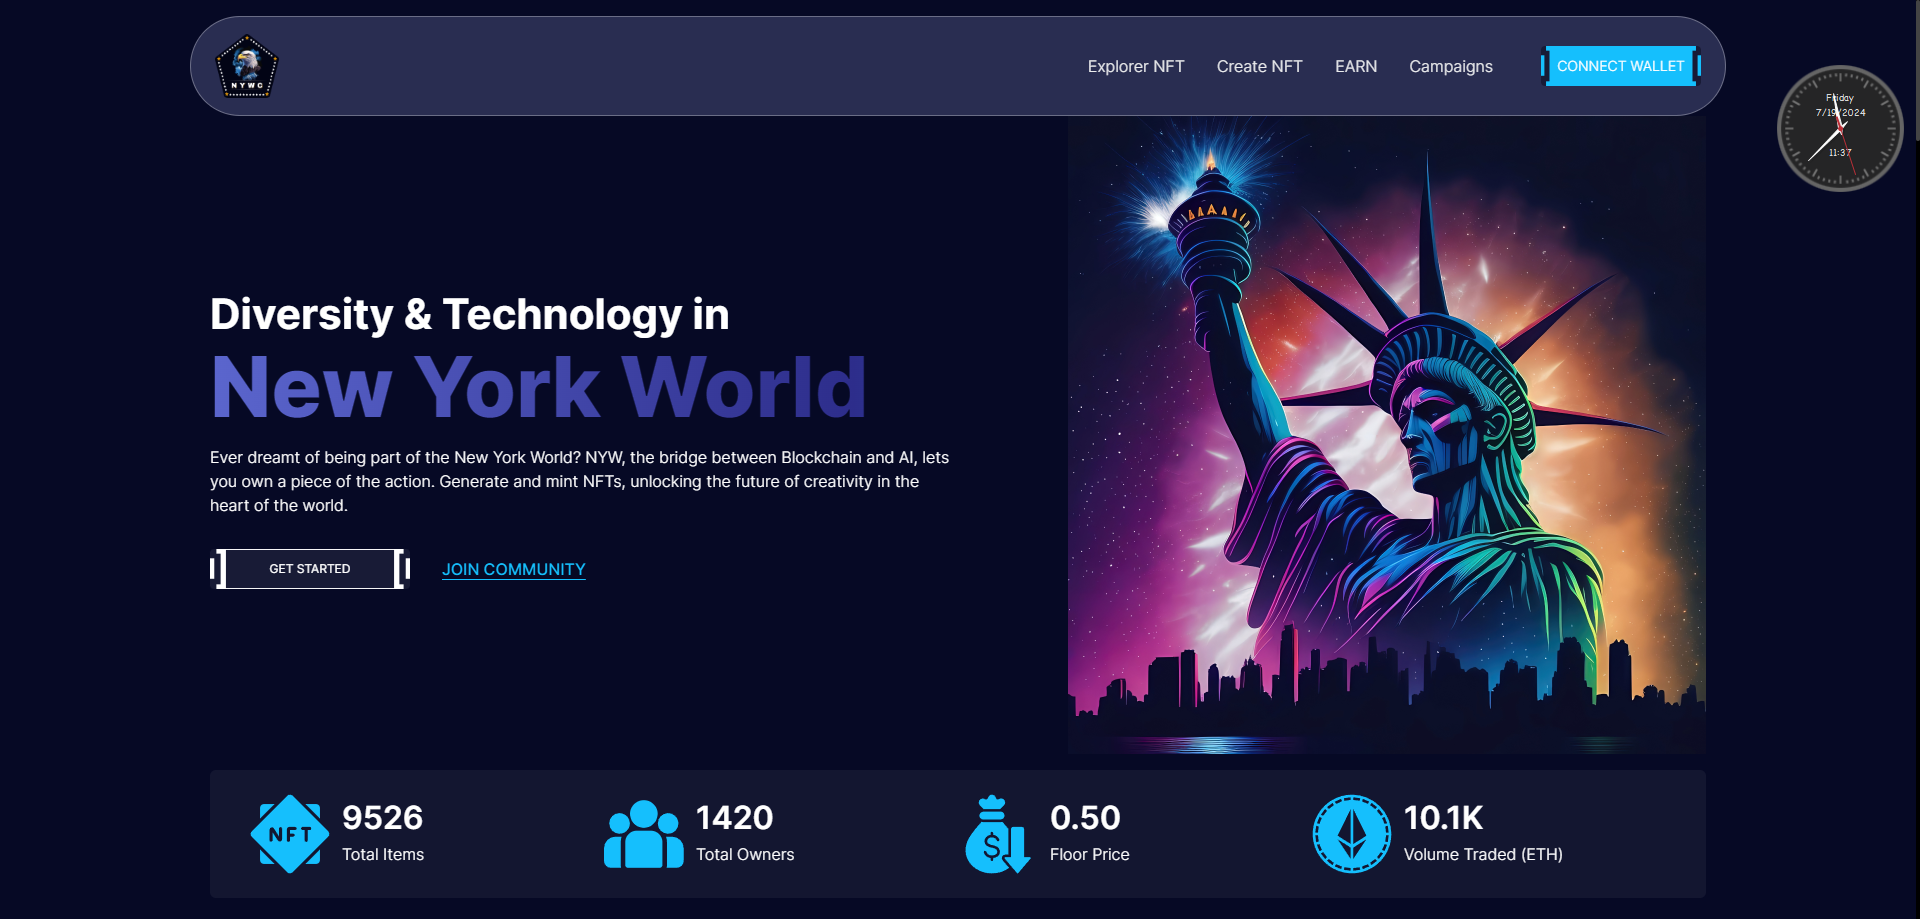 NYWC
Explorer NFT
Create NFT
EARN
Campaigns
CONNECT WALLET
Friday
7/19/2024
11:37
Diversity & Technology in
New York World
Ever dreamt of being part of the New York World? NYW, the bridge between Blockchain and AI, lets
you own a piece of the action. Generate and mint NFTs, unlocking the future of creativity in the
heart of the world.
GET STARTED
JOIN COMMUNITY
NFT
9526
Total Items
1420
Total Owners
$
0.50
Floor Price
10.1K
Volume Traded (ETH)